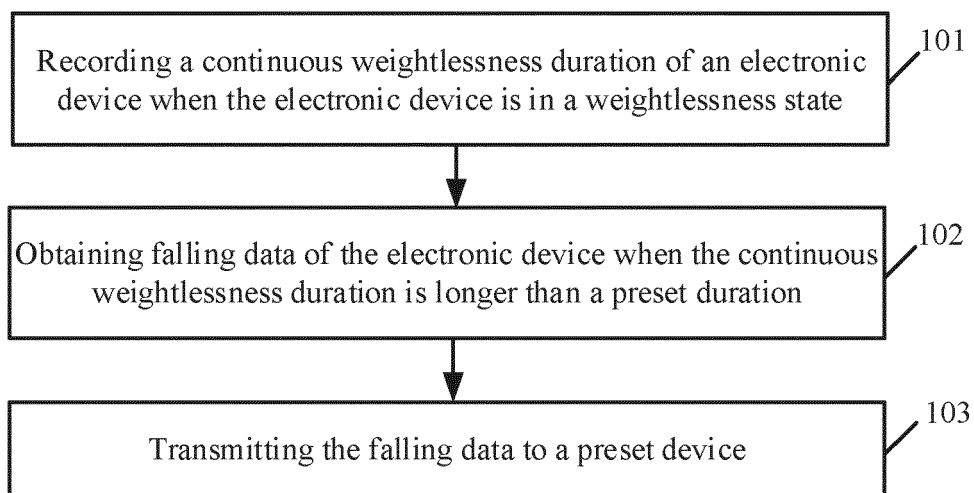 101
Recording a continuous weightlessness duration of an electronic
device when the electronic device is in a weightlessness state
102
Obtaining falling data of the electronic device when the continuous
weightlessness duration is longer than a preset duration
103
Transmitting the falling data to a preset device